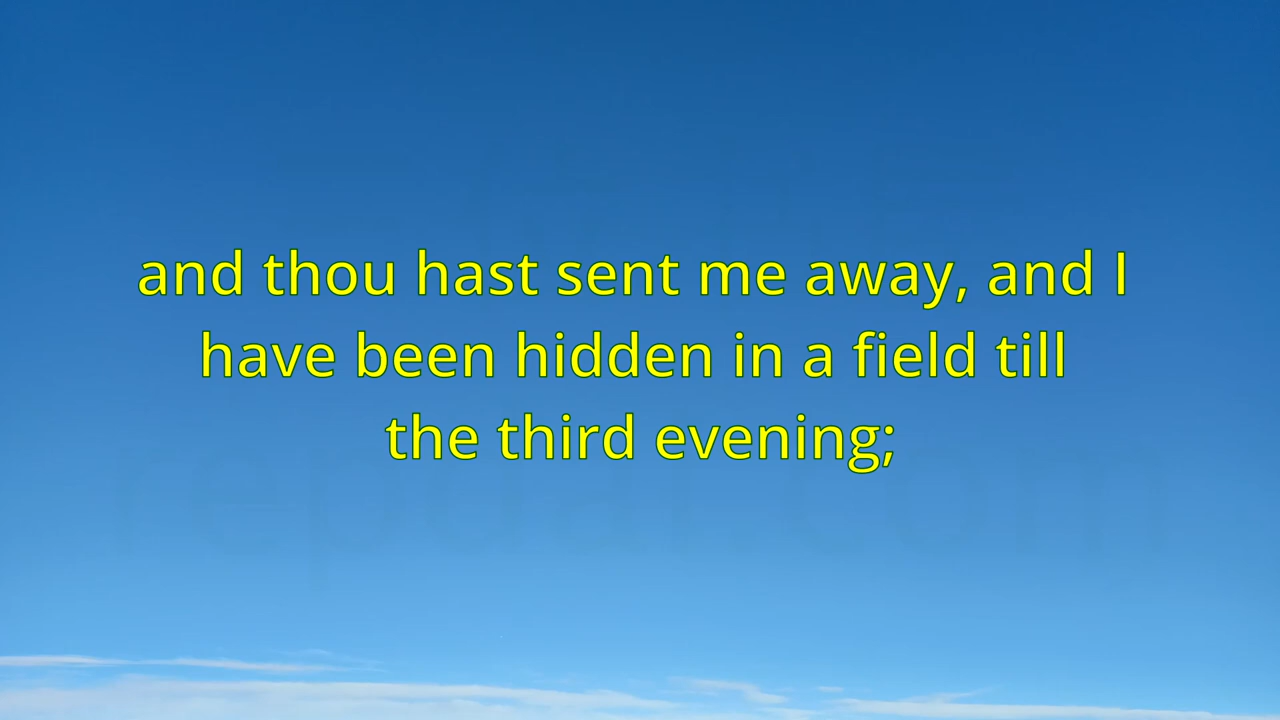 and thou hast sent me away, and I
have been hidden in a field till
the third evening;